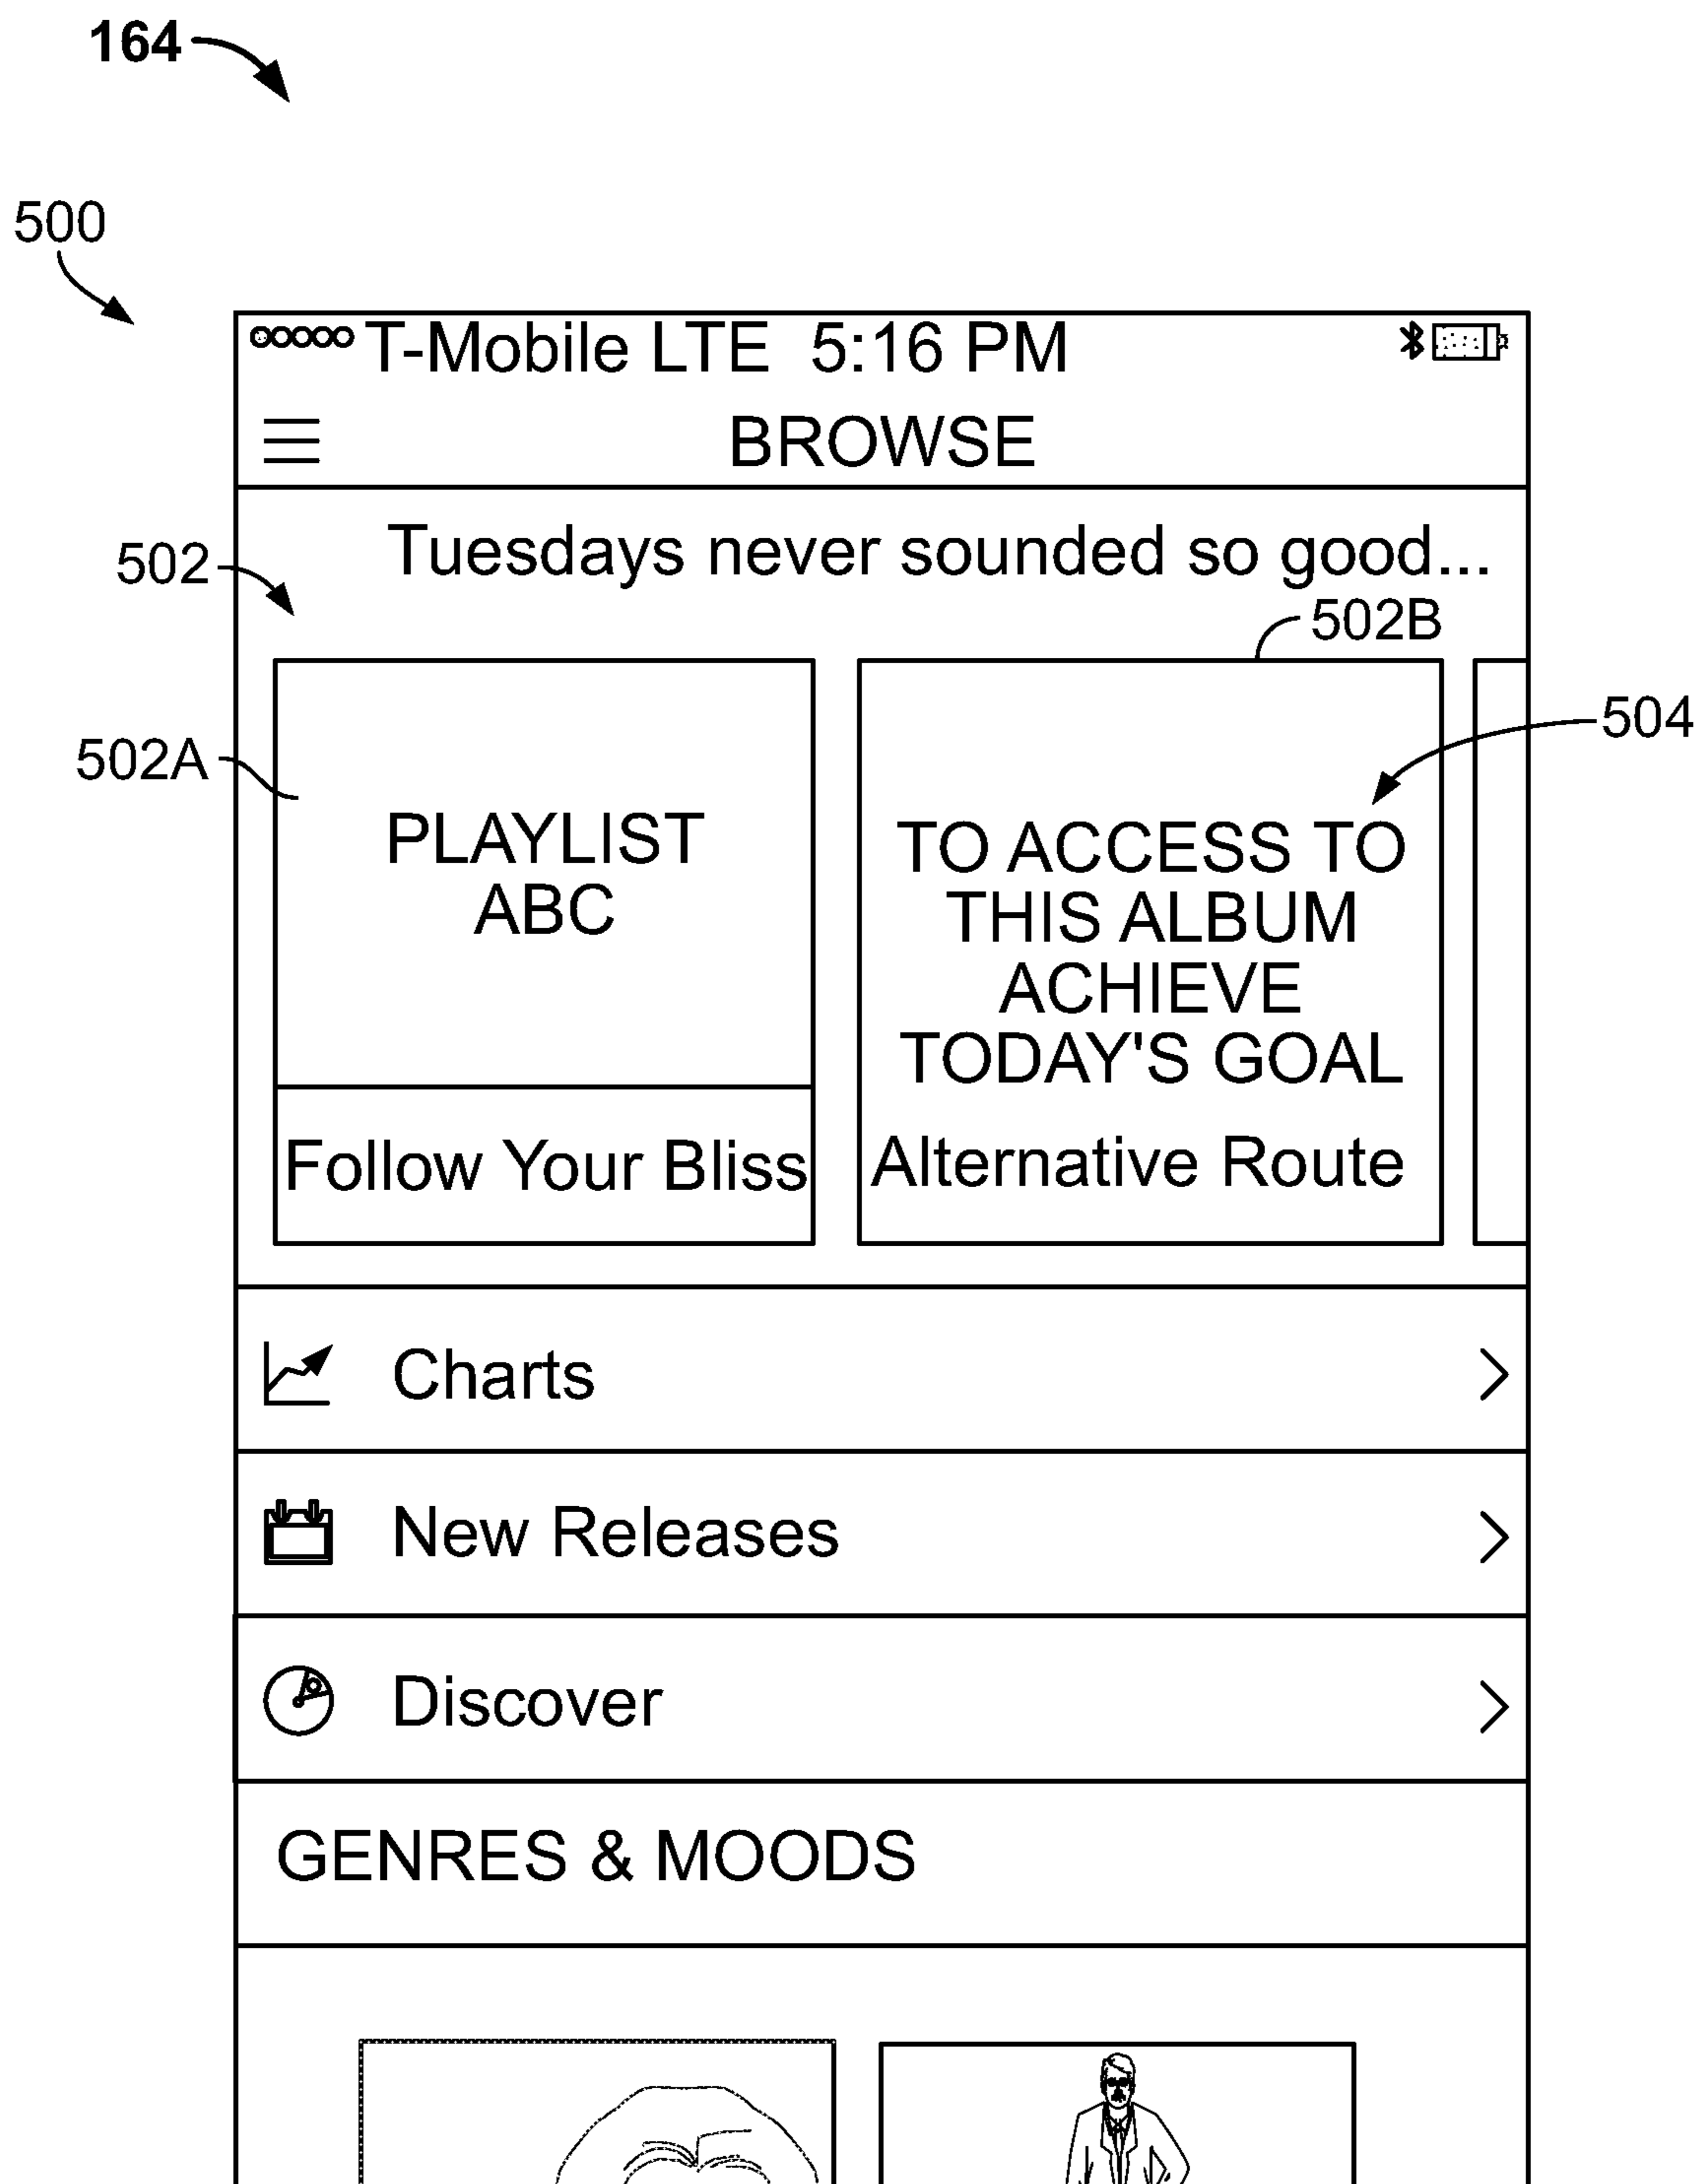 164
500
T-Mobile LTE 5:16 PM
BROWSE
502
Tuesdays never sounded so good...
502B
504
502A
PLAYLIST
ABC
Follow Your Bliss
TO ACCESS TO
THIS ALBUM
ACHIEVE
TODAY'S GOAL
Alternative Route
Charts
New Releases
Discover
GENRES & MOODS